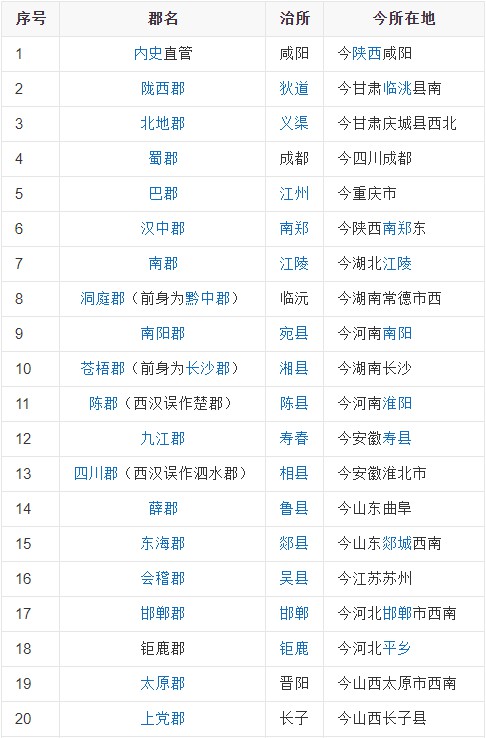 序号 郡名 治所 今所在地
1 内史直管 咸阳 今陕西咸阳
2 陇西郡 狄道 今甘肃临洮县南
3 北地郡 义渠 今甘肃庆城县西北
4 蜀郡 成都 今四川成都
5 巴郡 江州 今重庆市
6 汉中郡 南郑 今陕西南郑东
7 南郡 江陵 今湖北江陵
8 洞庭郡（前身为黔中郡） 临沅 今湖南常德市西
9 南阳郡 宛县 今河南南阳
10 苍梧郡（前身为长沙郡） 湘县 今湖南长沙
11 陈郡（西汉误作楚郡） 陈县 今河南淮阳
12 九江郡 寿春 今安徽寿县
13 四川郡（西汉误作泗水郡） 相县 今安徽淮北市
14 薛郡 鲁县 今山东曲阜
15 东海郡 郯县 今山东郯城西南
16 会稽郡 吴县 今江苏苏州
17 邯郸郡 邯郸 今河北邯郸市西南
18 钜鹿郡 钜鹿 今河北平乡
19 太原郡 晋阳 今山西太原市西南
20 上党郡 长子 今山西长子县